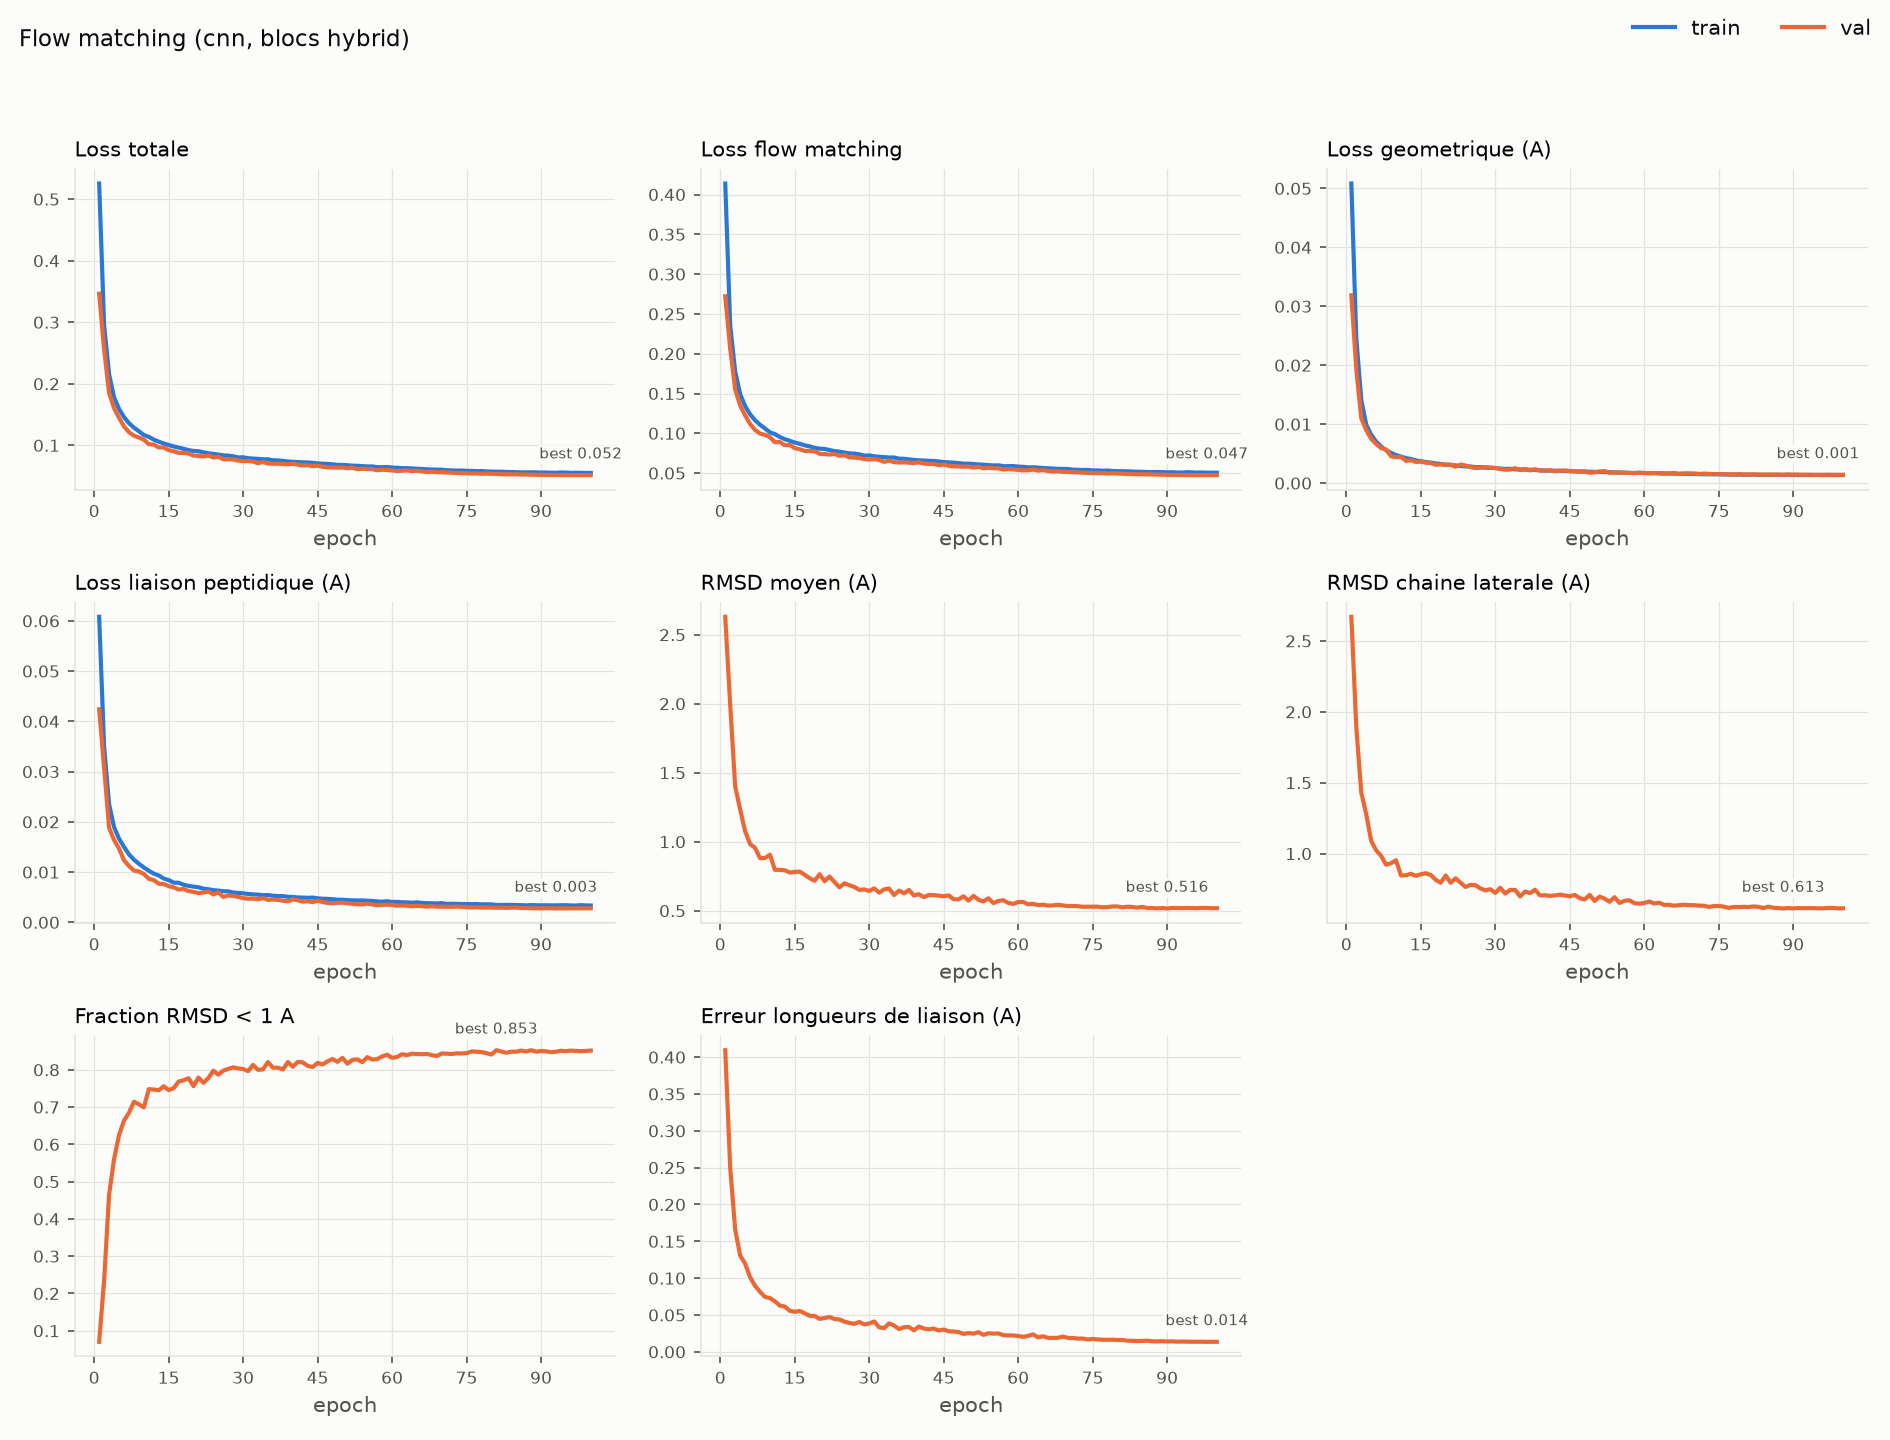 Flow matching (cnn, blocs hybrid)
train
val
Loss totale
0.5
0.4
0.3
0.2
0.1
best 0.052
0 15 30 45 60 75 90
epoch
Loss flow matching
0.40
0.35
0.30
0.25
0.20
0.15
0.10
0.05
best 0.047
0 15 30 45 60 75 90
epoch
Loss geometrique (A)
0.05
0.04
0.03
0.02
0.01
0.00
best 0.001
0 15 30 45 60 75 90
epoch
Loss liaison peptidique (A)
0.06
0.05
0.04
0.03
0.02
0.01
0.00
best 0.003
0 15 30 45 60 75 90
epoch
RMSD moyen (A)
2.5
2.0
1.5
1.0
0.5
best 0.516
0 15 30 45 60 75 90
epoch
RMSD chaine laterale (A)
2.5
2.0
1.5
1.0
best 0.613
0 15 30 45 60 75 90
epoch
Fraction RMSD < 1 A
best 0.853
0.8
0.7
0.6
0.5
0.4
0.3
0.2
0.1
0 15 30 45 60 75 90
epoch
Erreur longueurs de liaison (A)
0.40
0.35
0.30
0.25
0.20
0.15
0.10
0.05
0.00
best 0.014
0 15 30 45 60 75 90
epoch